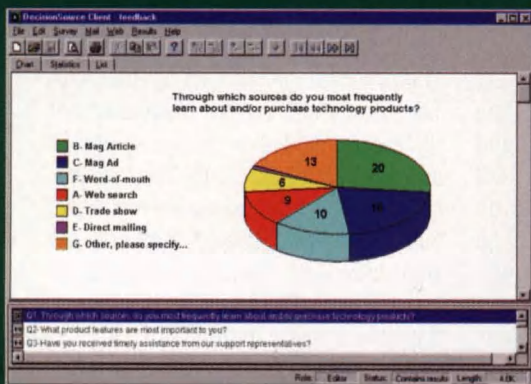 DecisionSource Client - feedback
File Edit Survey Mail Web Results Help
Chart Statistics List
Through which sources do you most frequently
learn about and/or purchase technology products?
B- Mag Article
C- Mag Ad
F- Word-of-mouth
A- Web search
D- Trade show
E- Direct mailing
G- Other, please specify...
13
20
6
9
10
Q1-Through which sources do you most frequently learn about and/or purchase technology products?
Q2-What product features are most important to you?
Q3-Have you received timely assistance from our support representatives?
Role: Editor Status: Contains results Length: